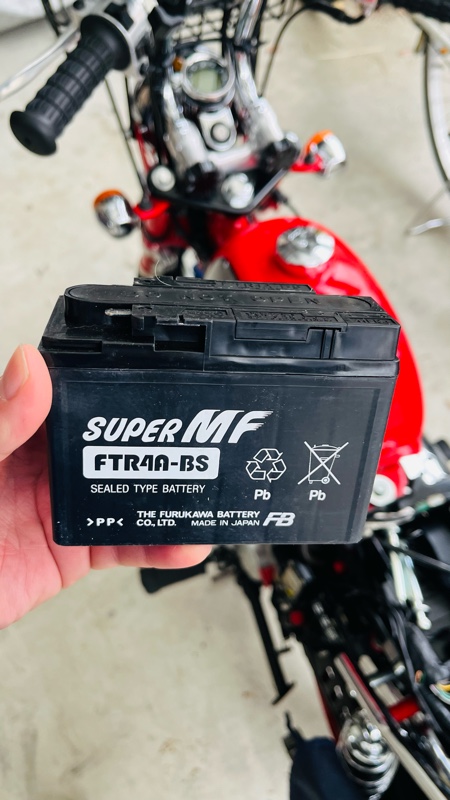 SUPER MF
FTR4A-BS
SEALED TYPE BATTERY
Pb
Pb
>PP<
THE FURUKAWA BATTERY
CO., LTD. MADE IN JAPAN FB